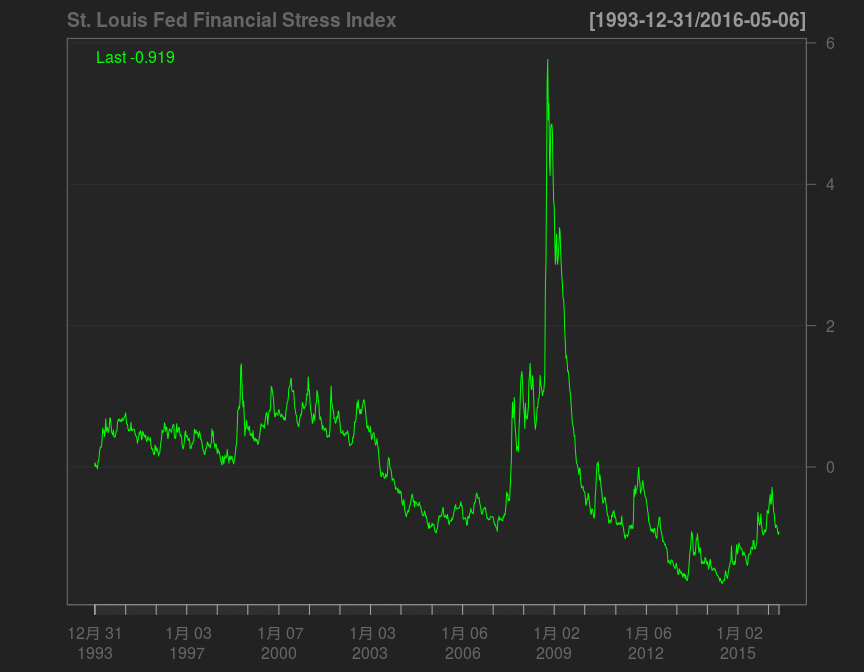 St. Louis Fed Financial Stress Index [1993-12-31/2016-05-06]
Last -0.919
6
4
2
0
12月 31 1月 03 1月 07 1月 03 1月 06 1月 02 1月 06 1月 02
1993 1997 2000 2003 2006 2009 2012 2015